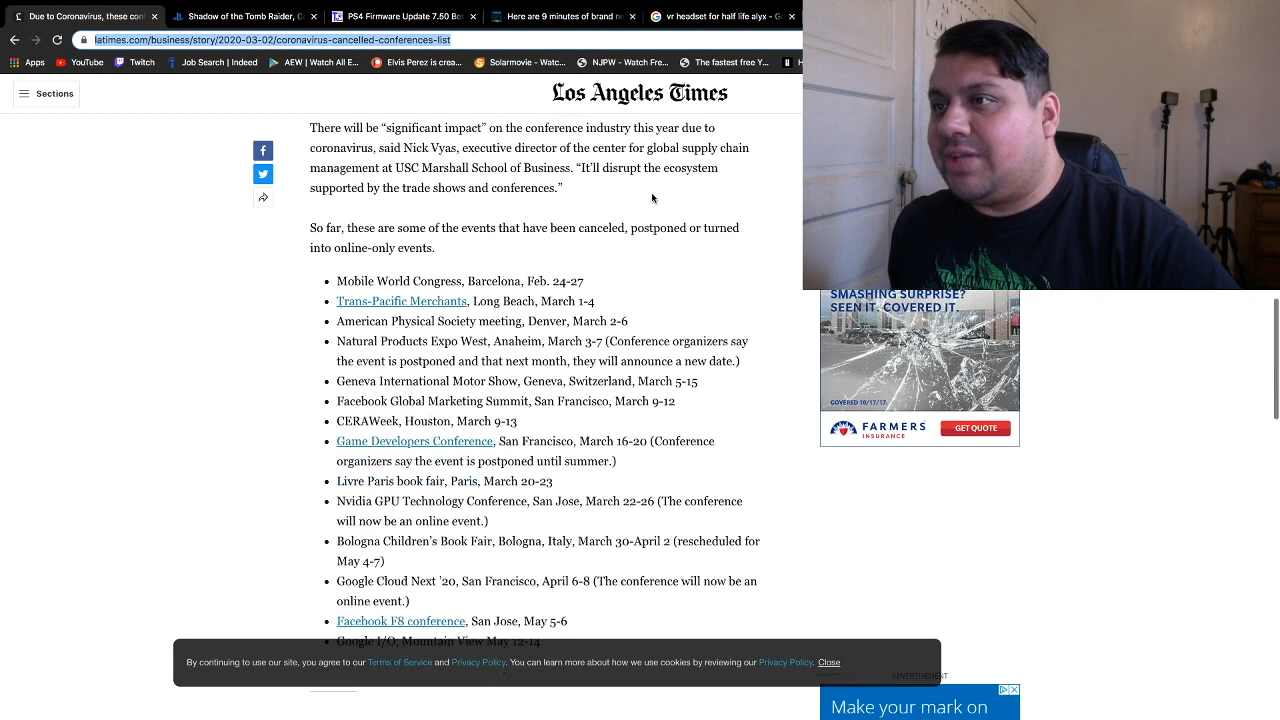 Due to Coronavirus, these con
Shadow of the Tomb Raider, C
PS4 Firmware Update 7.50 Bet
Here are 9 minutes of brand n
vr headset for half life alyx - G
latimes.com/business/story/2020-03-02/coronavirus-cancelled-conferences-list
Apps
YouTube
Twitch
Job Search | Indeed
AEW | Watch All E...
Elvis Perez is crea...
Solarmovie - Watc...
NJPW - Watch Fre...
The fastest free Y...
Sections
Los Angeles Times
There will be “significant impact” on the conference industry this year due to
coronavirus, said Nick Vyas, executive director of the center for global supply chain
management at USC Marshall School of Business. “It’ll disrupt the ecosystem
supported by the trade shows and conferences.”
So far, these are some of the events that have been canceled, postponed or turned
into online-only events.
• Mobile World Congress, Barcelona, Feb. 24-27
• Trans-Pacific Merchants, Long Beach, March 1-4
• American Physical Society meeting, Denver, March 2-6
• Natural Products Expo West, Anaheim, March 3-7 (Conference organizers say
the event is postponed and that next month, they will announce a new date.)
• Geneva International Motor Show, Geneva, Switzerland, March 5-15
• Facebook Global Marketing Summit, San Francisco, March 9-12
• CERAWeek, Houston, March 9-13
• Game Developers Conference, San Francisco, March 16-20 (Conference
organizers say the event is postponed until summer.)
• Livre Paris book fair, Paris, March 20-23
• Nvidia GPU Technology Conference, San Jose, March 22-26 (The conference
will now be an online event.)
• Bologna Children’s Book Fair, Bologna, Italy, March 30-April 2 (rescheduled for
May 4-7)
• Google Cloud Next ’20, San Francisco, April 6-8 (The conference will now be an
online event.)
• Facebook F8 conference, San Jose, May 5-6
• Google I/O, Mountain View May 12-14
By continuing to use our site, you agree to our Terms of Service and Privacy Policy. You can learn more about how we use cookies by reviewing our Privacy Policy. Close
SMASHING SURPRISE?
SEEN IT. COVERED IT.
COVERED 10/17/17.
FARMERS
INSURANCE
GET QUOTE
ADVERTISEMENT
Make your mark on